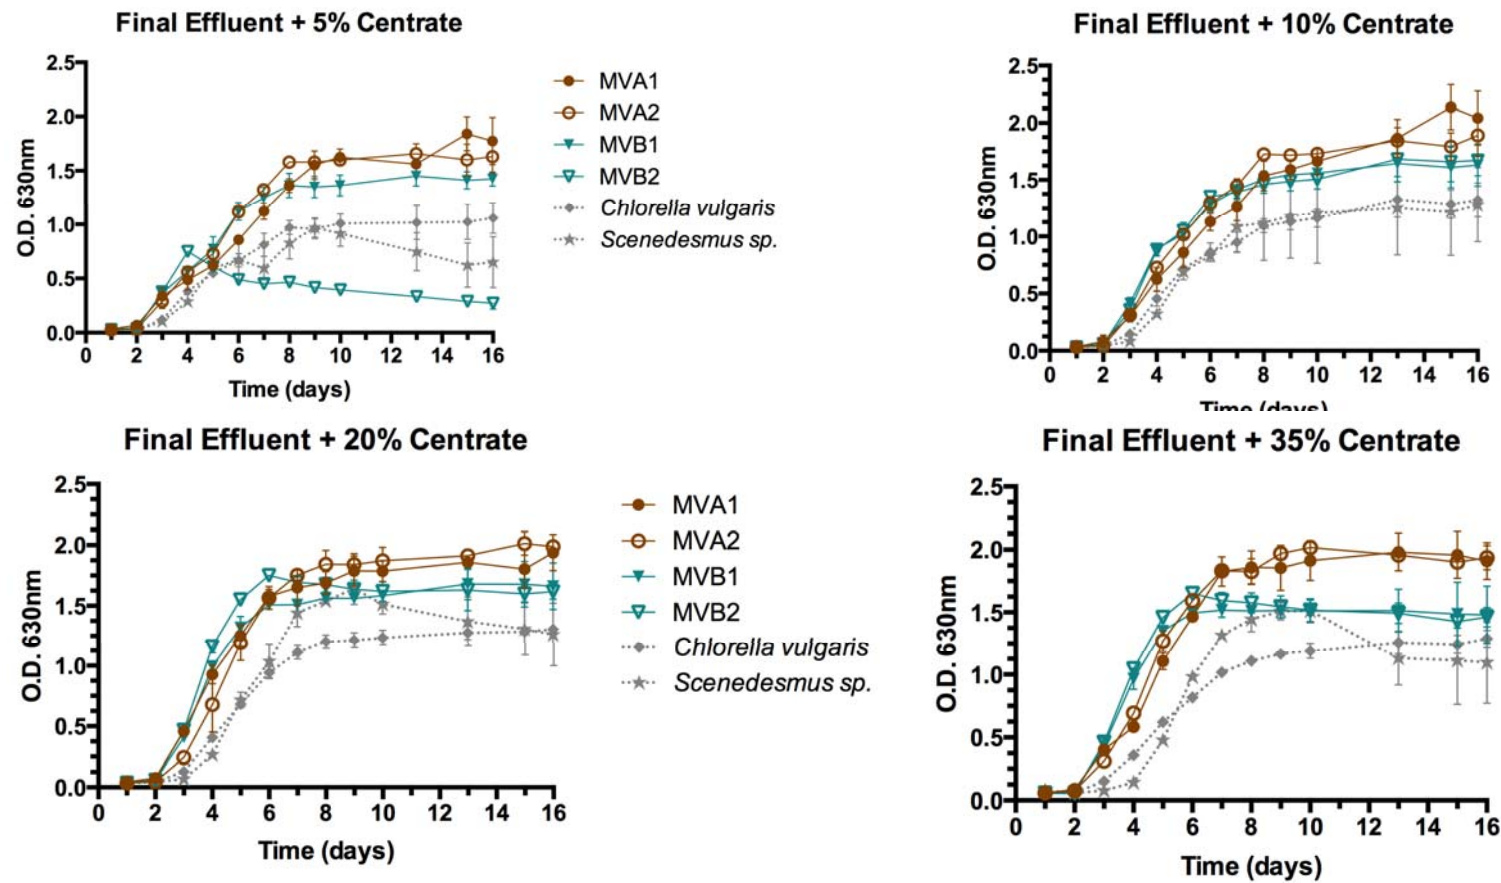 Final Effluent + 5% Centrate
2.5
2.0
1.5
1.0
0.5
0.0
O.D. 630nm
0 2 4 6 8 10 12 14 16
Time (days)
MVA1
MVA2
MVB1
MVB2
Chlorella vulgaris
Scenedesmus sp.
Final Effluent + 10% Centrate
2.5
2.0
1.5
1.0
0.5
0.0
O.D. 630nm
0 2 4 6 8 10 12 14 16
Time (days)
Final Effluent + 20% Centrate
2.5
2.0
1.5
1.0
0.5
0.0
O.D. 630nm
0 2 4 6 8 10 12 14 16
Time (days)
MVA1
MVA2
MVB1
MVB2
Chlorella vulgaris
Scenedesmus sp.
Final Effluent + 35% Centrate
2.5
2.0
1.5
1.0
0.5
0.0
O.D. 630nm
0 2 4 6 8 10 12 14 16
Time (days)